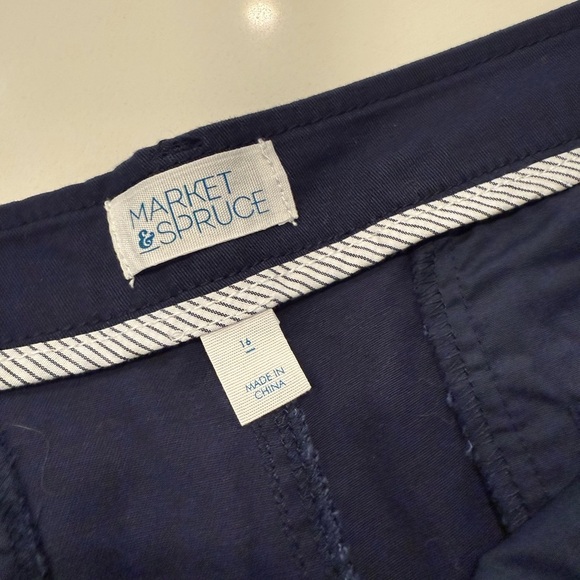 MARKET
& SPRUCE
16
MADE IN
CHINA